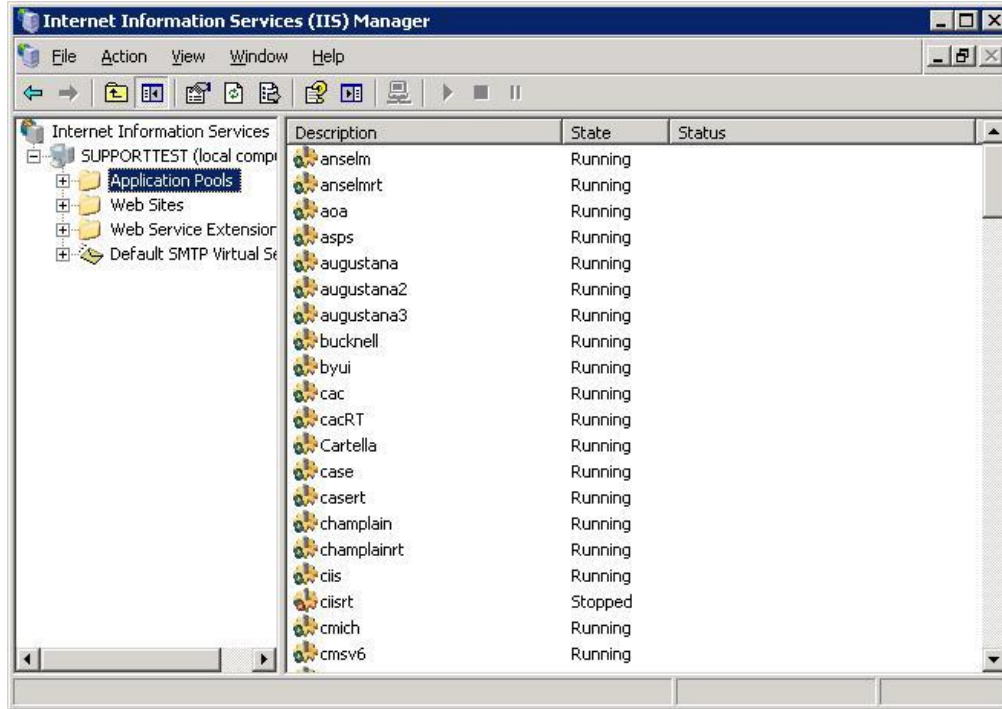 Internet Information Services (IIS) Manager
File Action View Window Help
Internet Information Services
SUPPORTTEST (local compu
Application Pools
Web Sites
Web Service Extension
Default SMTP Virtual Se
Description State Status
anselm Running
anselmrt Running
aoa Running
asps Running
augustana Running
augustana2 Running
augustana3 Running
bucknell Running
byui Running
cac Running
cacRT Running
Cartella Running
case Running
casert Running
champlain Running
champlainrt Running
ciis Running
ciisrt Stopped
cmich Running
cmsv6 Running